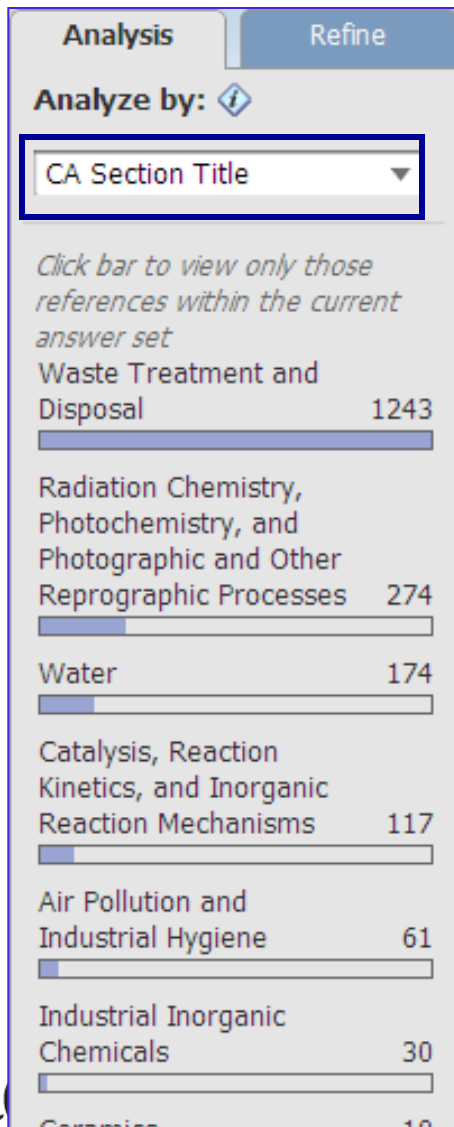 Analysis
Refine
Analyze by:
CA Section Title
Click bar to view only those
references within the current
answer set
Waste Treatment and
Disposal 1243
Radiation Chemistry,
Photochemistry, and
Photographic and Other
Reprographic Processes 274
Water 174
Catalysis, Reaction
Kinetics, and Inorganic
Reaction Mechanisms 117
Air Pollution and
Industrial Hygiene 61
Industrial Inorganic
Chemicals 30
Ceramics